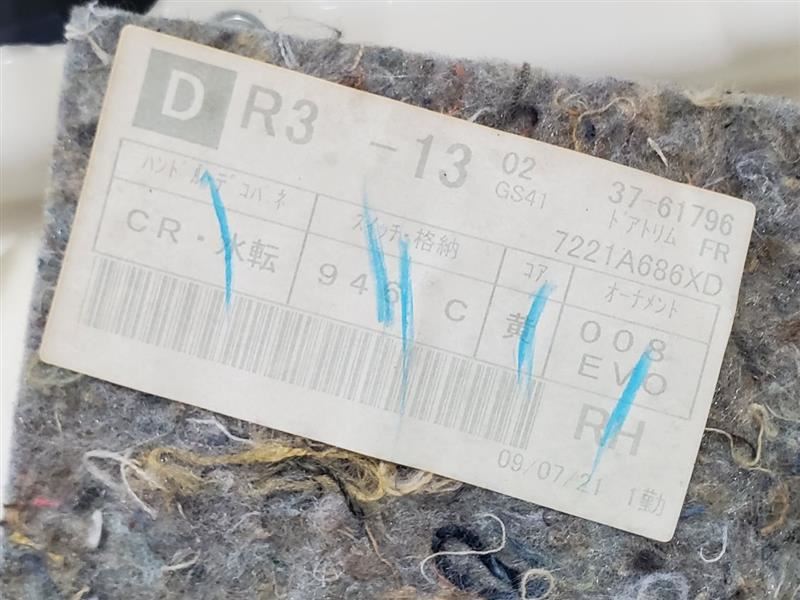 D R3 -13 02 37-61796
GS41 ドアトリム FR
7221A686XD
ハンドル・デコパネ スイッチ・格納 コア オーナメント
CR・水転 946 C 黄 008
EVO
RH
09/07/21 1勤